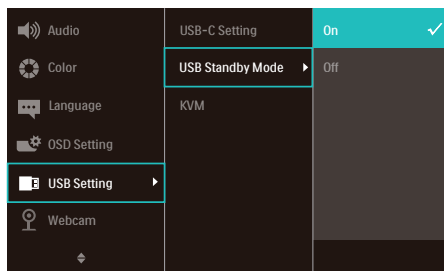 Audio
Color
Language
OSD Setting
USB Setting
Webcam
USB-C Setting
USB Standby Mode
KVM
On
Off